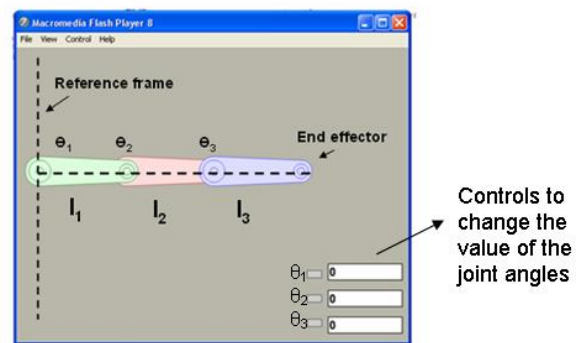 Macromedia Flash Player 8
File View Control Help
Reference frame
θ1 θ2 θ3
End effector
l1 l2 l3
Controls to
change the
value of the
joint angles
θ1 0
θ2 0
θ3 0